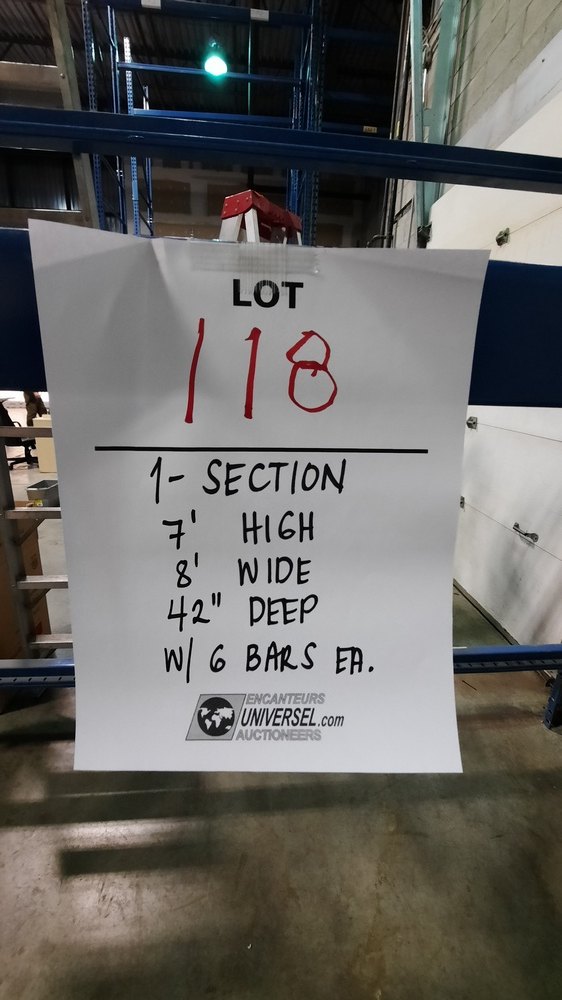 LOT
118
1- SECTION
7' HIGH
8' WIDE
42" DEEP
W/ 6 BARS EA.
ENCANTEURS
UNIVERSEL.com
AUCTIONEERS